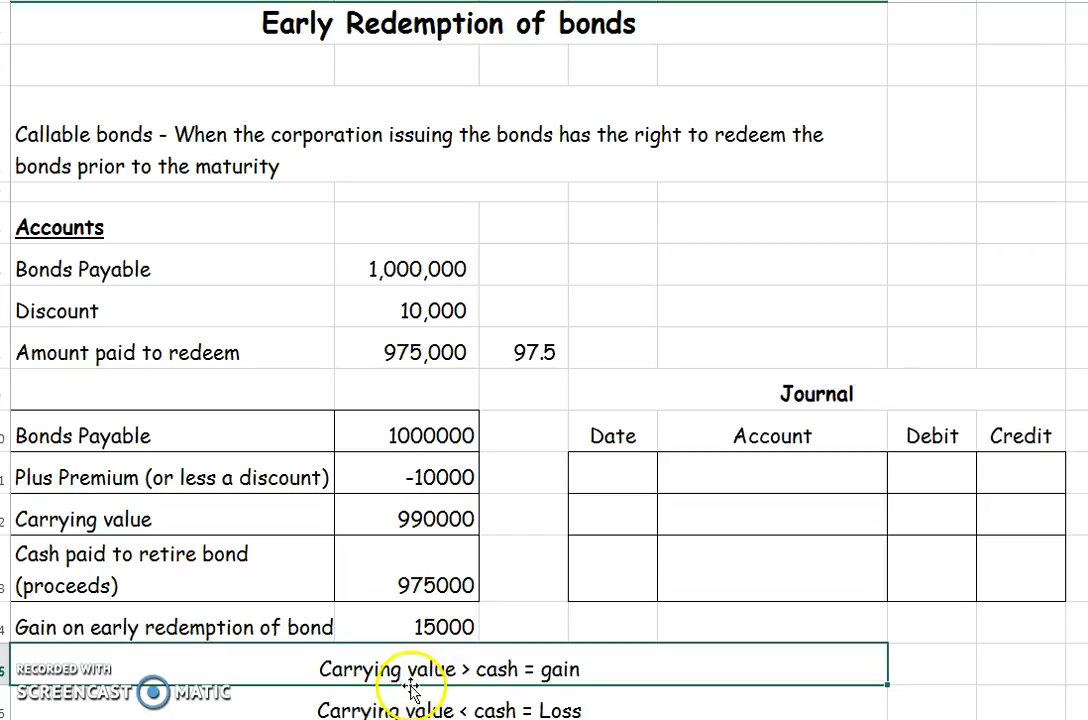 Early Redemption of bonds
Callable bonds - When the corporation issuing the bonds has the right to redeem the
bonds prior to the maturity
Accounts
Bonds Payable 1,000,000
Discount 10,000
Amount paid to redeem 975,000 97.5
Journal
Bonds Payable 1000000 Date Account Debit Credit
Plus Premium (or less a discount) -10000
Carrying value 990000
Cash paid to retire bond
(proceeds) 975000
Gain on early redemption of bond 15000
Carrying value > cash = gain
RECORDED WITH
SCREENCAST MATIC
Carrying value < cash = Loss